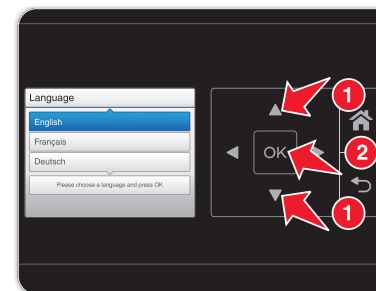 Language
English
Français
Deutsch
Please choose a language and press OK
OK
1
2
1